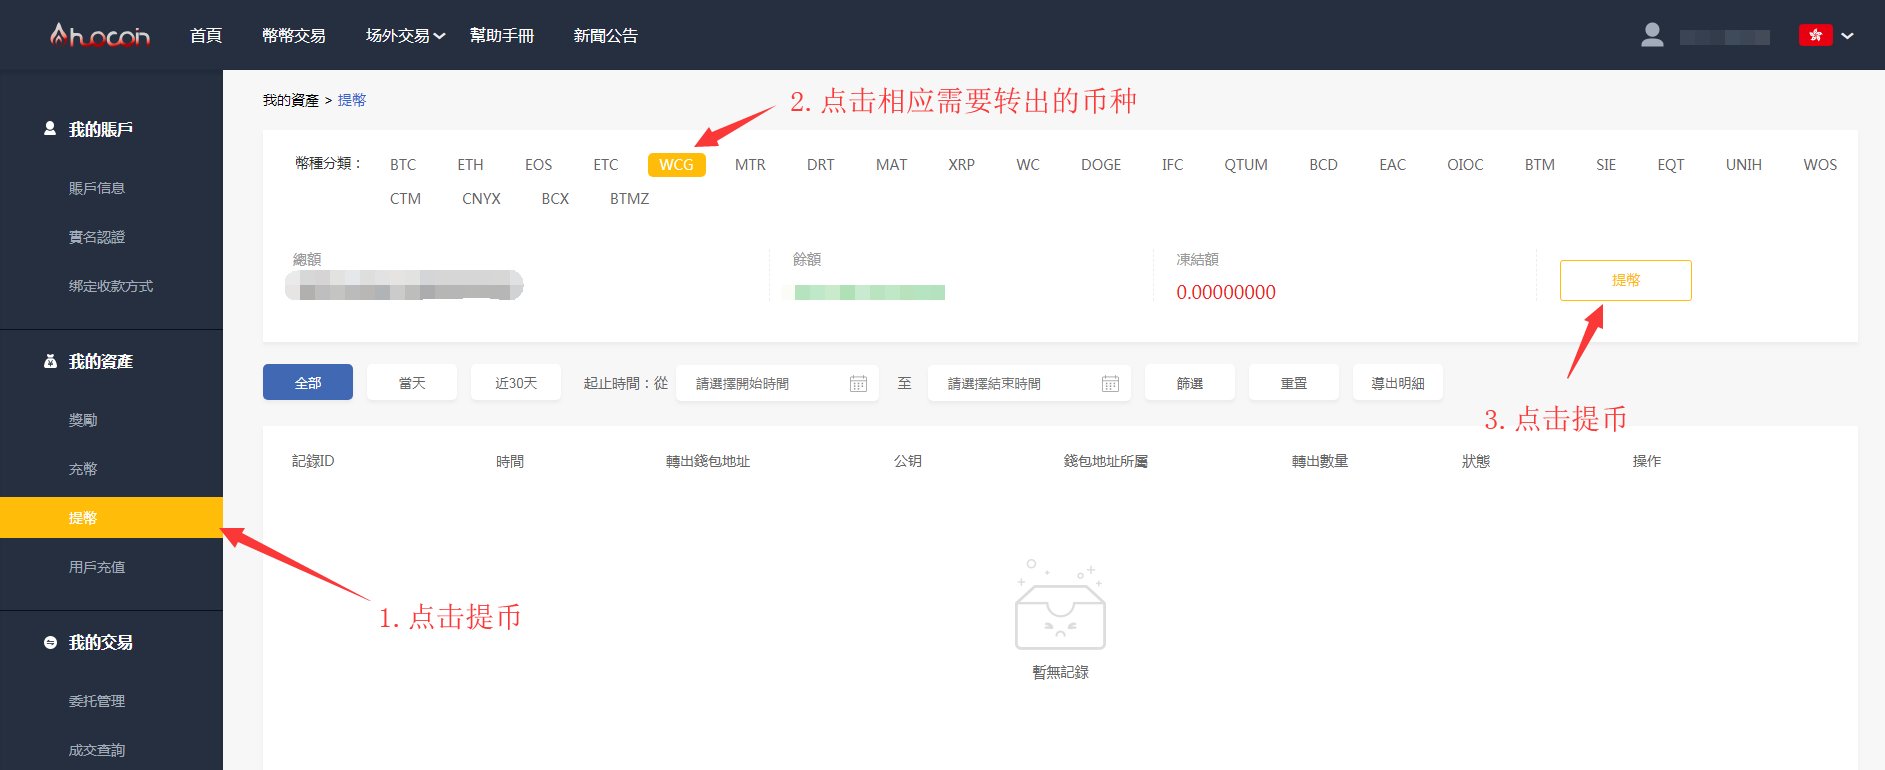 Ahuocoin 首頁 幣幣交易 场外交易 幫助手冊 新聞公告
我的資產 > 提幣
2.点击相应需要转出的币种
我的賬戶
賬戶信息
實名認證
绑定收款方式
我的資產
獎勵
充幣
提幣
用戶充值
我的交易
委托管理
成交查詢
幣種分類： BTC ETH EOS ETC WCG MTR DRT MAT XRP WC DOGE IFC QTUM BCD EAC OIOC BTM SIE EQT UNIH WOS
CTM CNYX BCX BTMZ
總額 餘額 凍結額
0.00000000
提幣
全部 當天 近30天 起止時間：從 請選擇開始時間 至 請選擇結束時間 篩選 重置 導出明細
3.点击提币
記錄ID 時間 轉出錢包地址 公钥 錢包地址所屬 轉出數量 狀態 操作
1.点击提币
暫無記錄